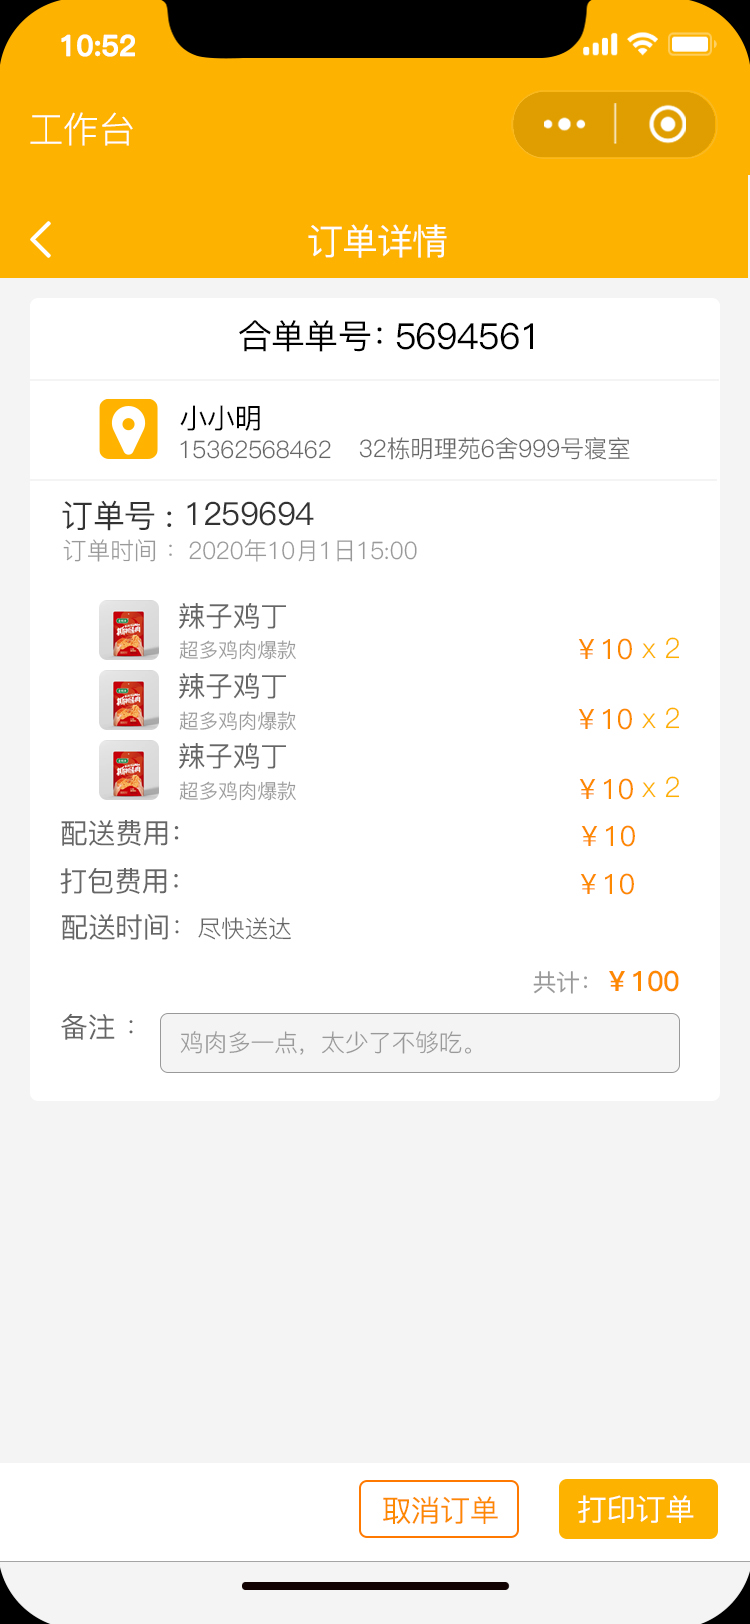 10:52
工作台
订单详情
合单单号: 5694561
小小明
15362568462 32栋明理苑6舍999号寝室
订单号 : 1259694
订单时间 : 2020年10月1日15:00
辣子鸡丁
超多鸡肉爆款
¥10 x 2
辣子鸡丁
超多鸡肉爆款
¥10 x 2
辣子鸡丁
超多鸡肉爆款
¥10 x 2
配送费用: ¥10
打包费用: ¥10
配送时间: 尽快送达
共计: ¥100
备注 : 鸡肉多一点，太少了不够吃。
取消订单 打印订单